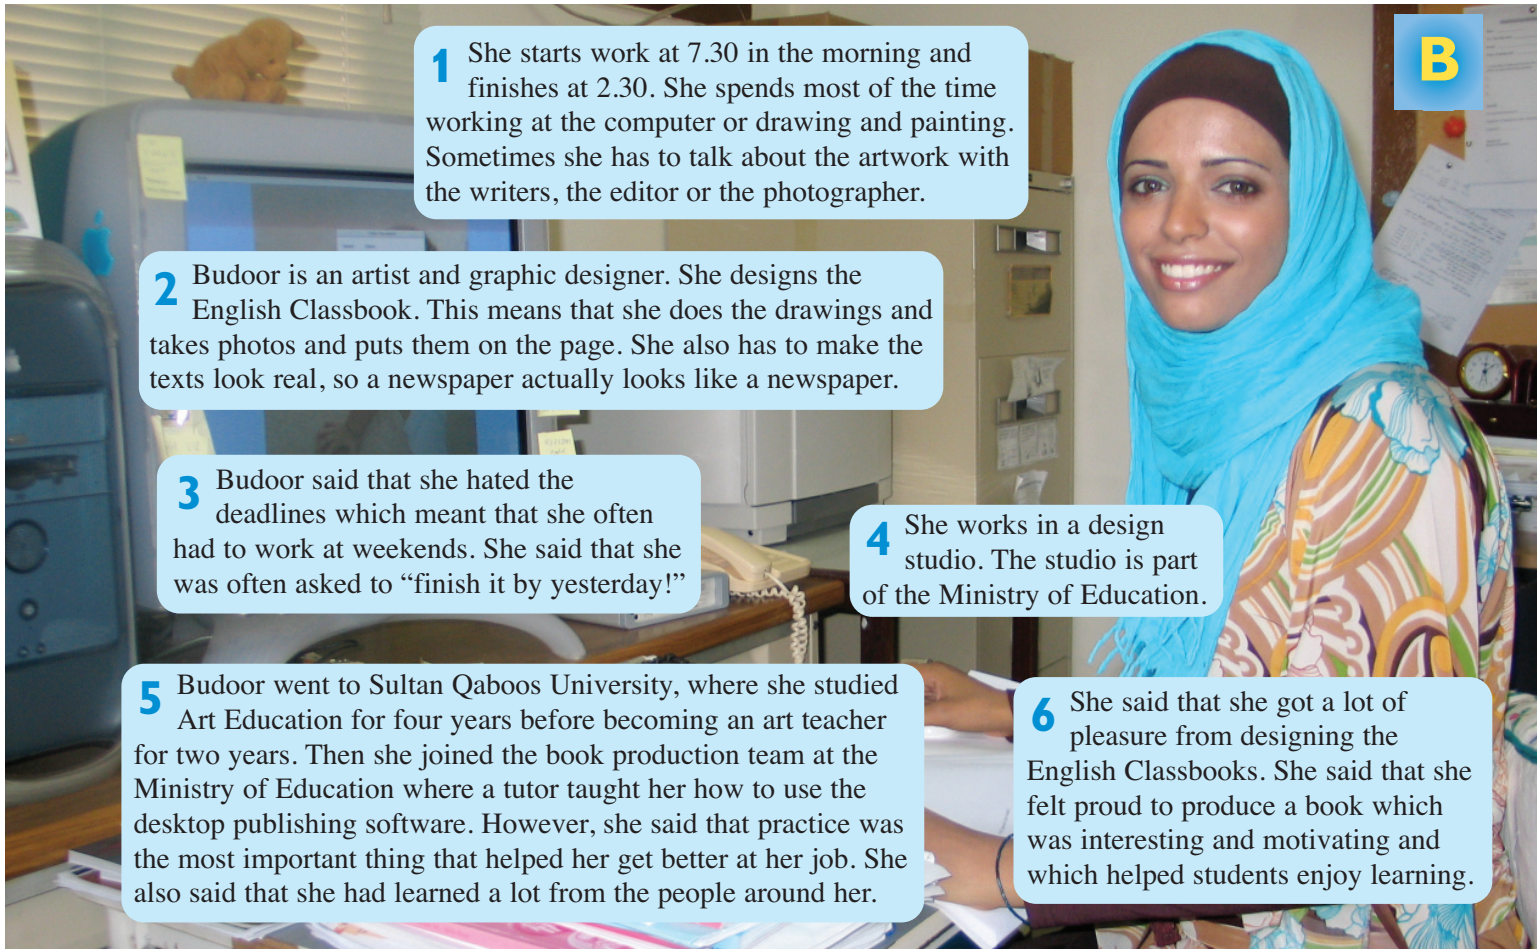 B
1 She starts work at 7.30 in the morning and
finishes at 2.30. She spends most of the time
working at the computer or drawing and painting.
Sometimes she has to talk about the artwork with
the writers, the editor or the photographer.
2 Budoor is an artist and graphic designer. She designs the
English Classbook. This means that she does the drawings and
takes photos and puts them on the page. She also has to make the
texts look real, so a newspaper actually looks like a newspaper.
3 Budoor said that she hated the
deadlines which meant that she often
had to work at weekends. She said that she
was often asked to “finish it by yesterday!”
4 She works in a design
studio. The studio is part
of the Ministry of Education.
5 Budoor went to Sultan Qaboos University, where she studied
Art Education for four years before becoming an art teacher
for two years. Then she joined the book production team at the
Ministry of Education where a tutor taught her how to use the
desktop publishing software. However, she said that practice was
the most important thing that helped her get better at her job. She
also said that she had learned a lot from the people around her.
6 She said that she got a lot of
pleasure from designing the
English Classbooks. She said that she
felt proud to produce a book which
was interesting and motivating and
which helped students enjoy learning.